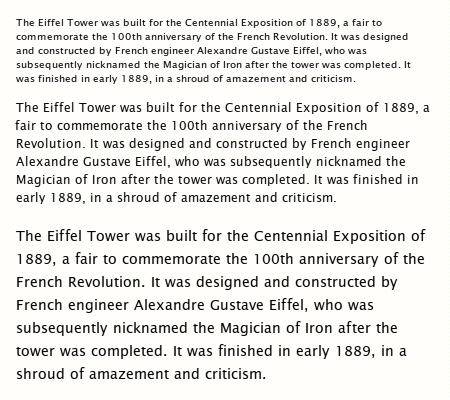 The Eiffel Tower was built for the Centennial Exposition of 1889, a fair to
commemorate the 100th anniversary of the French Revolution. It was designed
and constructed by French engineer Alexandre Gustave Eiffel, who was
subsequently nicknamed the Magician of Iron after the tower was completed. It
was finished in early 1889, in a shroud of amazement and criticism.
The Eiffel Tower was built for the Centennial Exposition of 1889, a
fair to commemorate the 100th anniversary of the French
Revolution. It was designed and constructed by French engineer
Alexandre Gustave Eiffel, who was subsequently nicknamed the
Magician of Iron after the tower was completed. It was finished in
early 1889, in a shroud of amazement and criticism.
The Eiffel Tower was built for the Centennial Exposition of
1889, a fair to commemorate the 100th anniversary of the
French Revolution. It was designed and constructed by
French engineer Alexandre Gustave Eiffel, who was
subsequently nicknamed the Magician of Iron after the
tower was completed. It was finished in early 1889, in a
shroud of amazement and criticism.